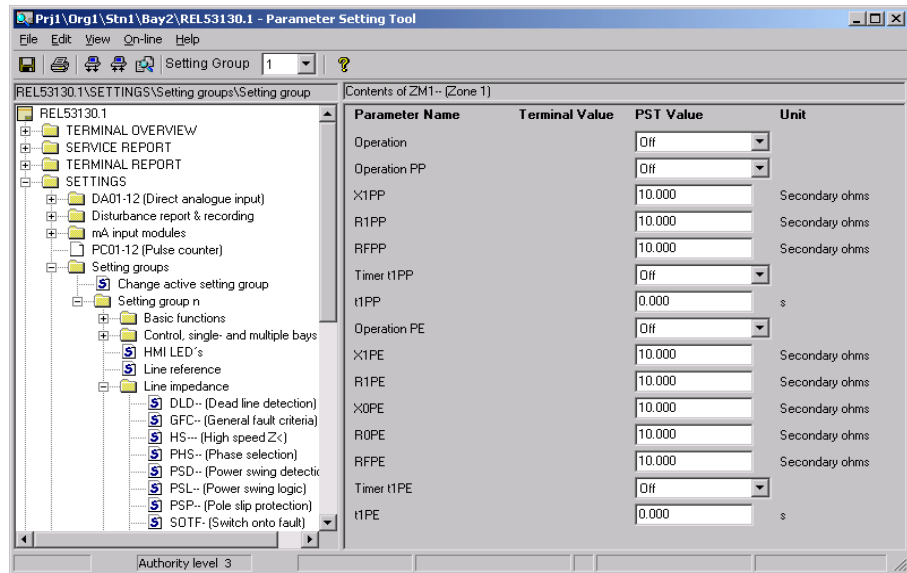 Prj1\Org1\Stn1\Bay2\REL53130.1 - Parameter Setting Tool
File Edit View On-line Help
Setting Group 1
REL53130.1\SETTINGS\Setting groups\Setting group
REL53130.1
TERMINAL OVERVIEW
SERVICE REPORT
TERMINAL REPORT
SETTINGS
DA01-12 (Direct analogue input)
Disturbance report & recording
mA input modules
PC01-12 (Pulse counter)
Setting groups
Change active setting group
Setting group n
Basic functions
Control, single- and multiple bays
HMI LED´s
Line reference
Line impedance
DLD-- (Dead line detection)
GFC-- (General fault criteria)
HS--- (High speed Z<)
PHS-- (Phase selection)
PSD-- (Power swing detectio
PSL-- (Power swing logic)
PSP-- (Pole slip protection)
SOTF- (Switch onto fault)
Contents of ZM1-- (Zone 1)
Parameter Name Terminal Value PST Value Unit
Operation Off
Operation PP Off
X1PP 10.000 Secondary ohms
R1PP 10.000 Secondary ohms
RFPP 10.000 Secondary ohms
Timer t1PP Off
t1PP 0.000 s
Operation PE Off
X1PE 10.000 Secondary ohms
R1PE 10.000 Secondary ohms
X0PE 10.000 Secondary ohms
R0PE 10.000 Secondary ohms
RFPE 10.000 Secondary ohms
Timer t1PE Off
t1PE 0.000 s
Authority level 3